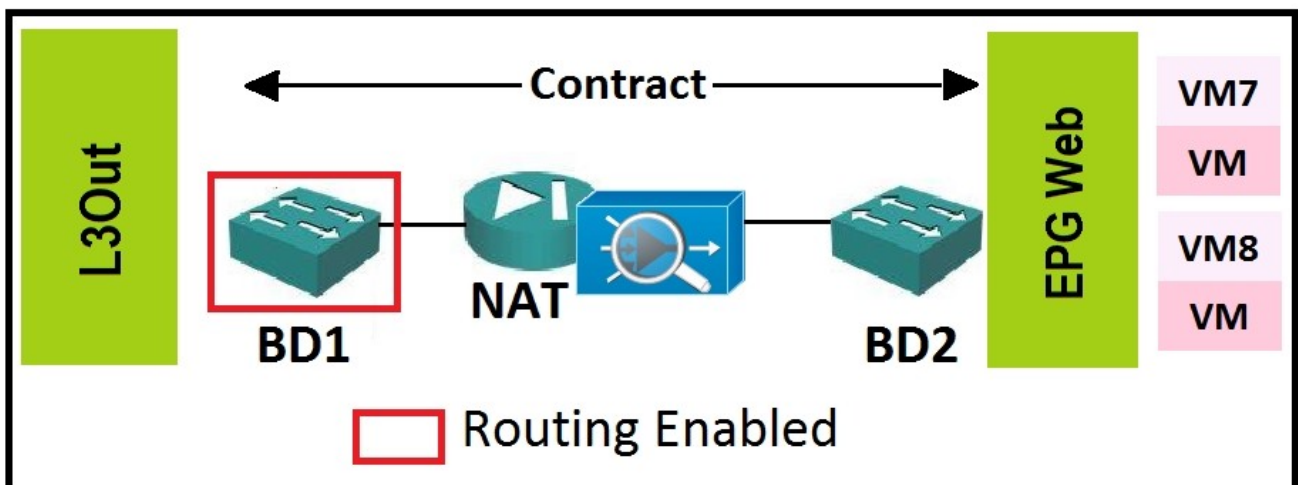 L3Out
Contract
BD1
NAT
BD2
EPG Web
VM7
VM
VM8
VM
Routing Enabled